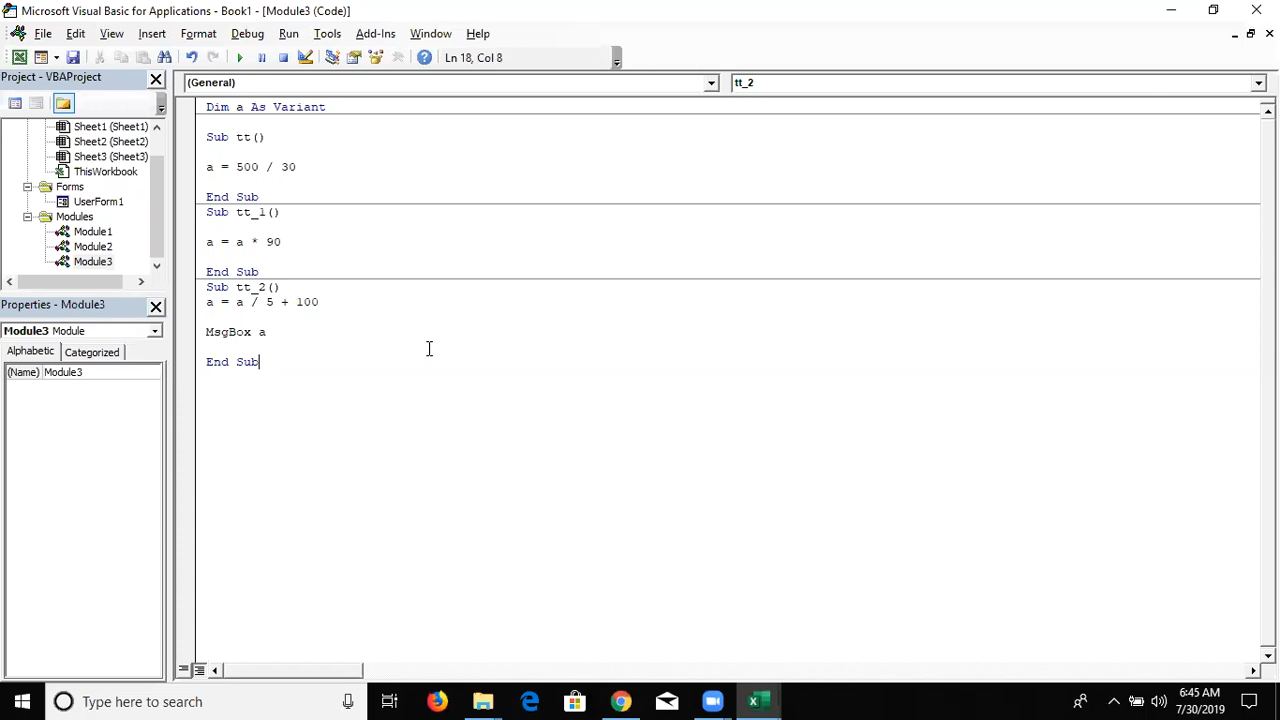 Microsoft Visual Basic for Applications - Book1 - [Module3 (Code)]
File Edit View Insert Format Debug Run Tools Add-Ins Window Help
Ln 18, Col 8
Project - VBAProject
Sheet1 (Sheet1)
Sheet2 (Sheet2)
Sheet3 (Sheet3)
ThisWorkbook
Forms
UserForm1
Modules
Module1
Module2
Module3
Properties - Module3
Module3 Module
Alphabetic Categorized
(Name) Module3
(General) tt_2
Dim a As Variant
Sub tt()
a = 500 / 30
End Sub
Sub tt_1()
a = a * 90
End Sub
Sub tt_2()
a = a / 5 + 100
MsgBox a
End Sub
Type here to search
6:45 AM
7/30/2019